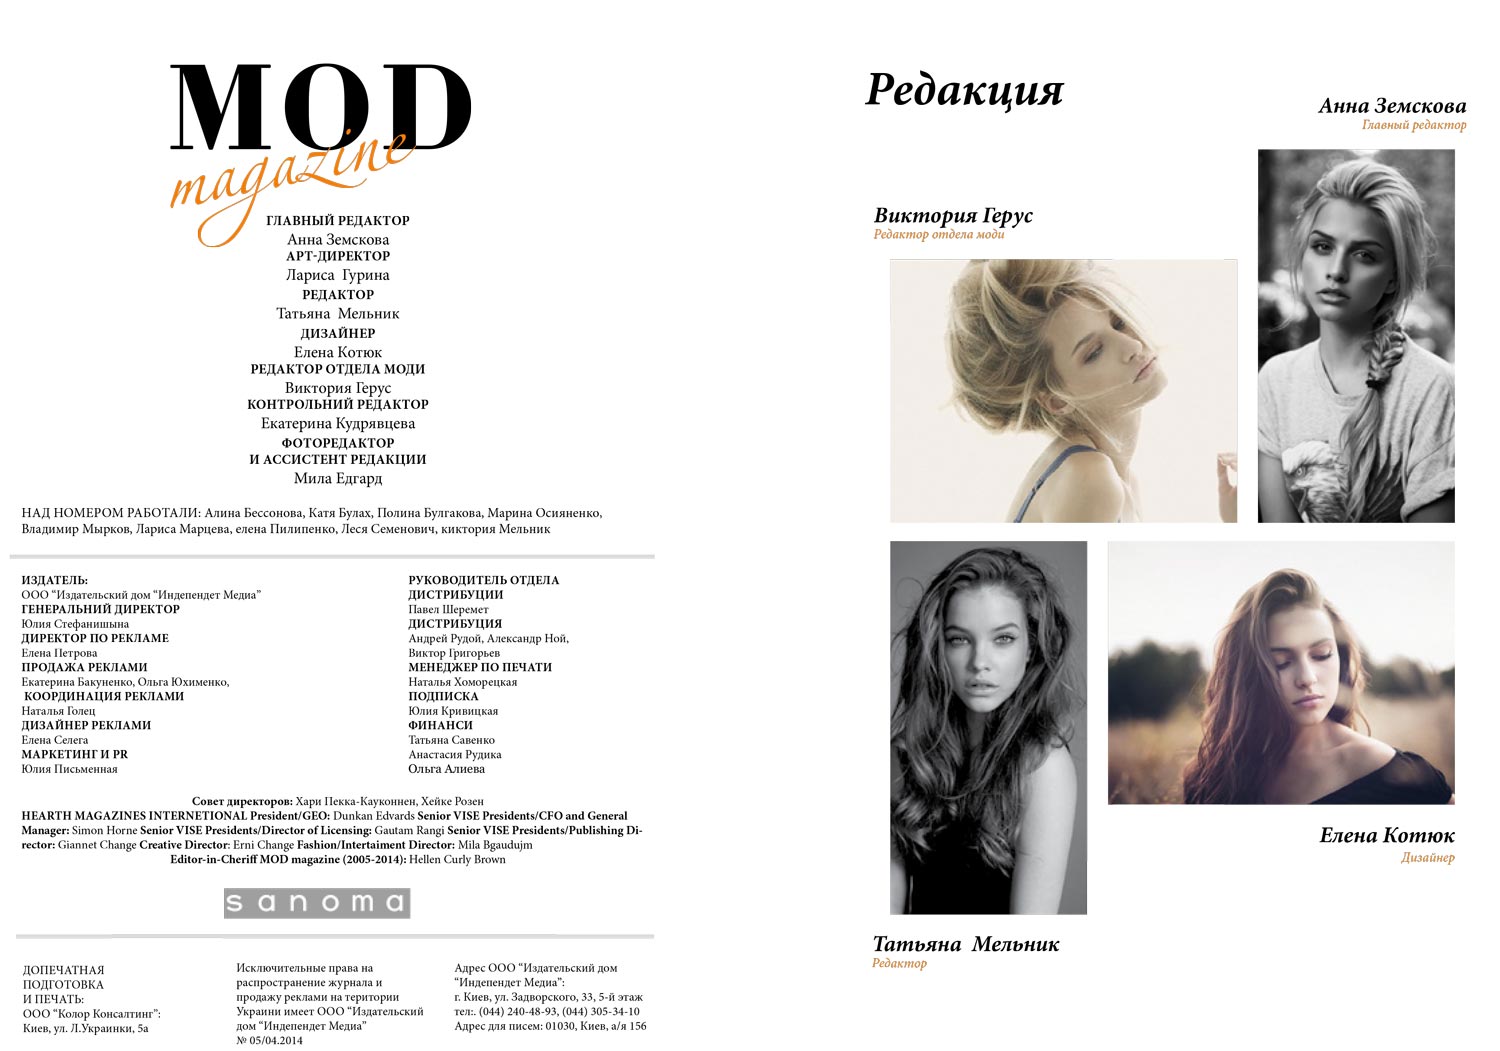 MOD
magazine
ГЛАВНЫЙ РЕДАКТОР
Анна Земскова
АРТ-ДИРЕКТОР
Лариса Гурина
РЕДАКТОР
Татьяна Мельник
ДИЗАЙНЕР
Елена Котюк
РЕДАКТОР ОТДЕЛА МОДИ
Виктория Герус
КОНТРОЛЬНИЙ РЕДАКТОР
Екатерина Кудрявцева
ФОТОРЕДАКТОР
И АССИСТЕНТ РЕДАКЦИИ
Мила Едгард
НАД НОМЕРОМ РАБОТАЛИ: Алина Бессонова, Катя Булах, Полина Булгакова, Марина Осияненко,
Владимир Мырков, Лариса Марцева, елена Пилипенко, Леся Семенович, киктория Мельник
ИЗДАТЕЛЬ:
ООО “Издательский дом “Индепендет Медиа”
ГЕНЕРАЛЬНИЙ ДИРЕКТОР
Юлия Стефанишына
ДИРЕКТОР ПО РЕКЛАМЕ
Елена Петрова
ПРОДАЖА РЕКЛАМИ
Екатерина Бакуненко, Ольга Юхименко,
КООРДИНАЦИЯ РЕКЛАМИ
Наталья Голец
ДИЗАЙНЕР РЕКЛАМИ
Елена Селега
МАРКЕТИНГ И PR
Юлия Письменная
РУКОВОДИТЕЛЬ ОТДЕЛА
ДИСТРИБУЦИИ
Павел Шеремет
ДИСТРИБУЦИЯ
Андрей Рудой, Александр Ной,
Виктор Григорьев
МЕНЕДЖЕР ПО ПЕЧАТИ
Наталья Хоморецкая
ПОДПИСКА
Юлия Кривицкая
ФИНАНСИ
Татьяна Савенко
Анастасия Рудика
Ольга Алиева
Совет директоров: Хари Пекка-Кауконнен, Хейке Розен
HEARTH MAGAZINES INTERNETIONAL President/GEO: Dunkan Edvards Senior VISE Presidents/CFO and General
Manager: Simon Horne Senior VISE Presidents/Director of Licensing: Gautam Rangi Senior VISE Presidents/Publishing Di-
rector: Giannet Change Creative Director: Erni Change Fashion/Intertaiment Director: Mila Bgaudujm
Editor-in-Cheriff MOD magazine (2005-2014): Hellen Curly Brown
sanoma
ДОПЕЧАТНАЯ
ПОДГОТОВКА
И ПЕЧАТЬ:
ООО “Колор Консалтинг”:
Киев, ул. Л.Украинки, 5а
Исключительные права на
распространение журнала и
продажу реклами на територии
Украини имеет ООО “Издательский
дом “Индепендет Медиа”
№ 05/04.2014
Адрес ООО “Издательский дом
“Индепендет Медиа”:
г. Киев, ул. Задворского, 33, 5-й этаж
тел:. (044) 240-48-93, (044) 305-34-10
Адрес для писем: 01030, Киев, а/я 156
Редакция
Анна Земскова
Главный редактор
Виктория Герус
Редактор отдела моди
Елена Котюк
Дизайнер
Татьяна Мельник
Редактор